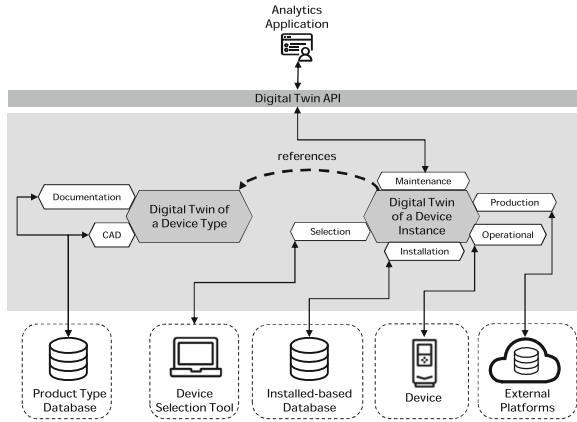 Analytics
Application
Digital Twin API
references
Maintenance
Documentation
Digital Twin of
a Device Type
CAD
Digital Twin
of a Device
Instance
Production
Selection
Operational
Installation
Product Type
Database
Device
Selection Tool
Installed-based
Database
Device
External
Platforms